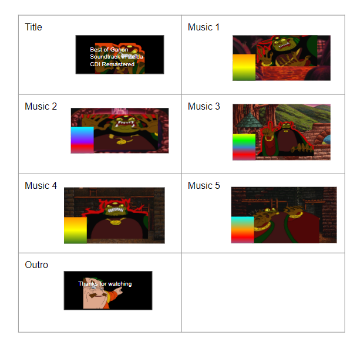 Title
Best of Ganon
Soundtrack in Zelda
CDI Remastered
Music 1
Music 2
Music 3
Music 4
Music 5
Outro
Thanks for watching